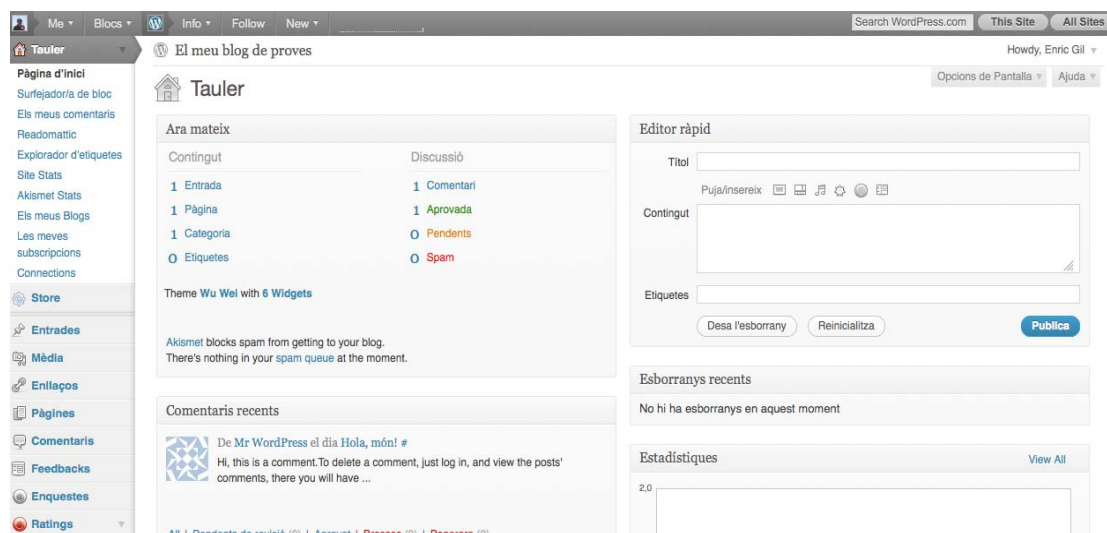 Me Blocs Info Follow New Search WordPress.com This Site All Sites
Tauler
Pàgina d'inici
Surfejador/a de bloc
Els meus comentaris
Readomattic
Explorador d'etiquetes
Site Stats
Akismet Stats
Els meus Blogs
Les meves
subscripcions
Connections
Store
Entrades
Mèdia
Enllaços
Pàgines
Comentaris
Feedbacks
Enquestes
Ratings
El meu blog de proves
Howdy, Enric Gil
Opcions de Pantalla Ajuda
Tauler
Ara mateix
Contingut Discussió
1 Entrada 1 Comentari
1 Pàgina 1 Aprovada
1 Categoria 0 Pendents
0 Etiquetes 0 Spam
Theme Wu Wei with 6 Widgets
Akismet blocks spam from getting to your blog.
There's nothing in your spam queue at the moment.
Comentaris recents
De Mr WordPress el dia Hola, món! #
Hi, this is a comment.To delete a comment, just log in, and view the posts'
comments, there you will have ...
Editor ràpid
Títol
Puja/insereix
Contingut
Etiquetes
Desa l'esborrany Reinicialitza Publica
Esborranys recents
No hi ha esborranys en aquest moment
Estadístiques View All
2,0